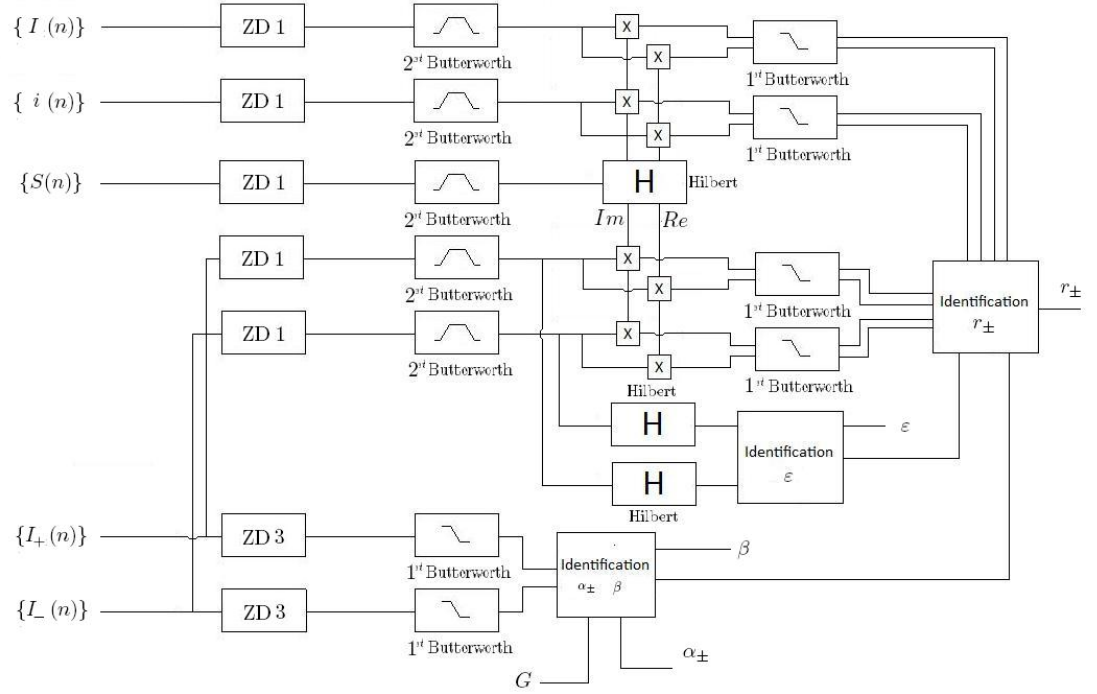 { I (n)} ZD 1 X
2st Butterworth X 1st Butterworth
{ i (n)} ZD 1 X
2st Butterworth X 1st Butterworth
{S(n)} ZD 1 H Hilbert
2st Butterworth Im Re
ZD 1 X
2st Butterworth X 1st Butterworth
Identification r± r±
ZD 1 X
2st Butterworth X 1st Butterworth
Hilbert
H
Identification ε ε
H
Hilbert
{I+(n)} ZD 3
1st Butterworth
Identification α± β β
{I−(n)} ZD 3
1st Butterworth
G α±